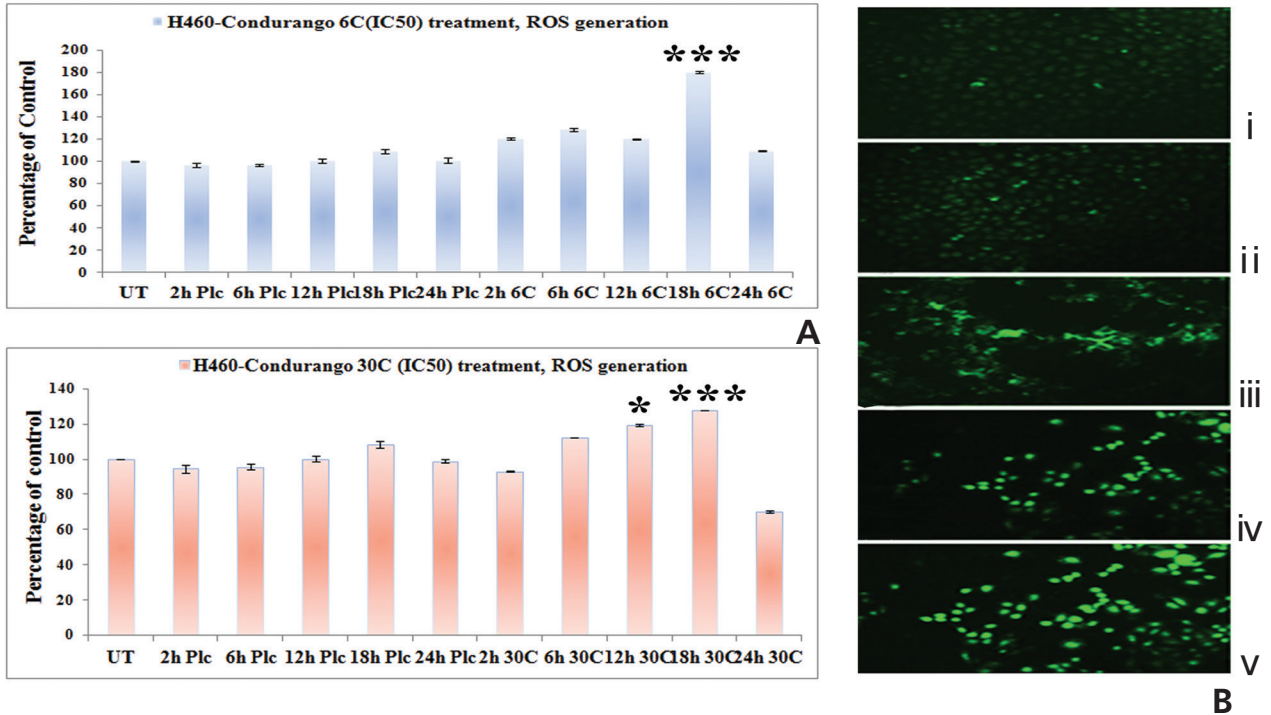 H460-Condurango 6C(IC50) treatment, ROS generation
Percentage of Control
200
180
160
140
120
100
80
60
40
20
0
***
UT 2h Plc 6h Plc 12h Plc 18h Plc 24h Plc 2h 6C 6h 6C 12h 6C 18h 6C 24h 6C
A
H460-Condurango 30C (IC50) treatment, ROS generation
Percentage of control
140
120
100
80
60
40
20
0
* ***
UT 2h Plc 6h Plc 12h Plc 18h Plc 24h Plc 2h 30C 6h 30C 12h 30C 18h 30C 24h 30C
i
ii
iii
iv
v
B